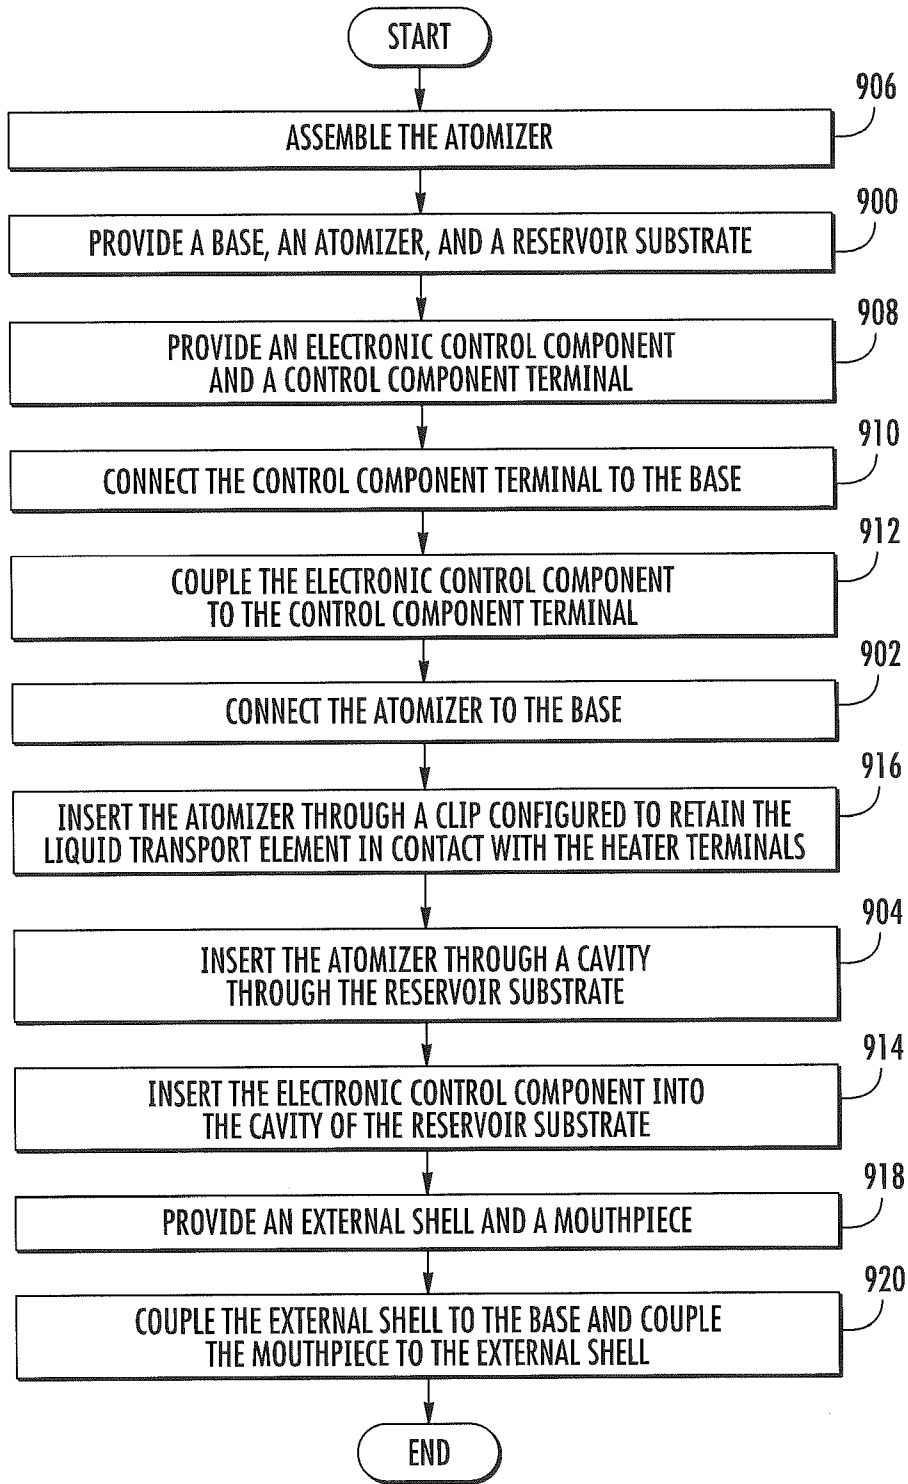 START
906
ASSEMBLE THE ATOMIZER
900
PROVIDE A BASE, AN ATOMIZER, AND A RESERVOIR SUBSTRATE
908
PROVIDE AN ELECTRONIC CONTROL COMPONENT
AND A CONTROL COMPONENT TERMINAL
910
CONNECT THE CONTROL COMPONENT TERMINAL TO THE BASE
912
COUPLE THE ELECTRONIC CONTROL COMPONENT
TO THE CONTROL COMPONENT TERMINAL
902
CONNECT THE ATOMIZER TO THE BASE
916
INSERT THE ATOMIZER THROUGH A CLIP CONFIGURED TO RETAIN THE
LIQUID TRANSPORT ELEMENT IN CONTACT WITH THE HEATER TERMINALS
904
INSERT THE ATOMIZER THROUGH A CAVITY
THROUGH THE RESERVOIR SUBSTRATE
914
INSERT THE ELECTRONIC CONTROL COMPONENT INTO
THE CAVITY OF THE RESERVOIR SUBSTRATE
918
PROVIDE AN EXTERNAL SHELL AND A MOUTHPIECE
920
COUPLE THE EXTERNAL SHELL TO THE BASE AND COUPLE
THE MOUTHPIECE TO THE EXTERNAL SHELL
END